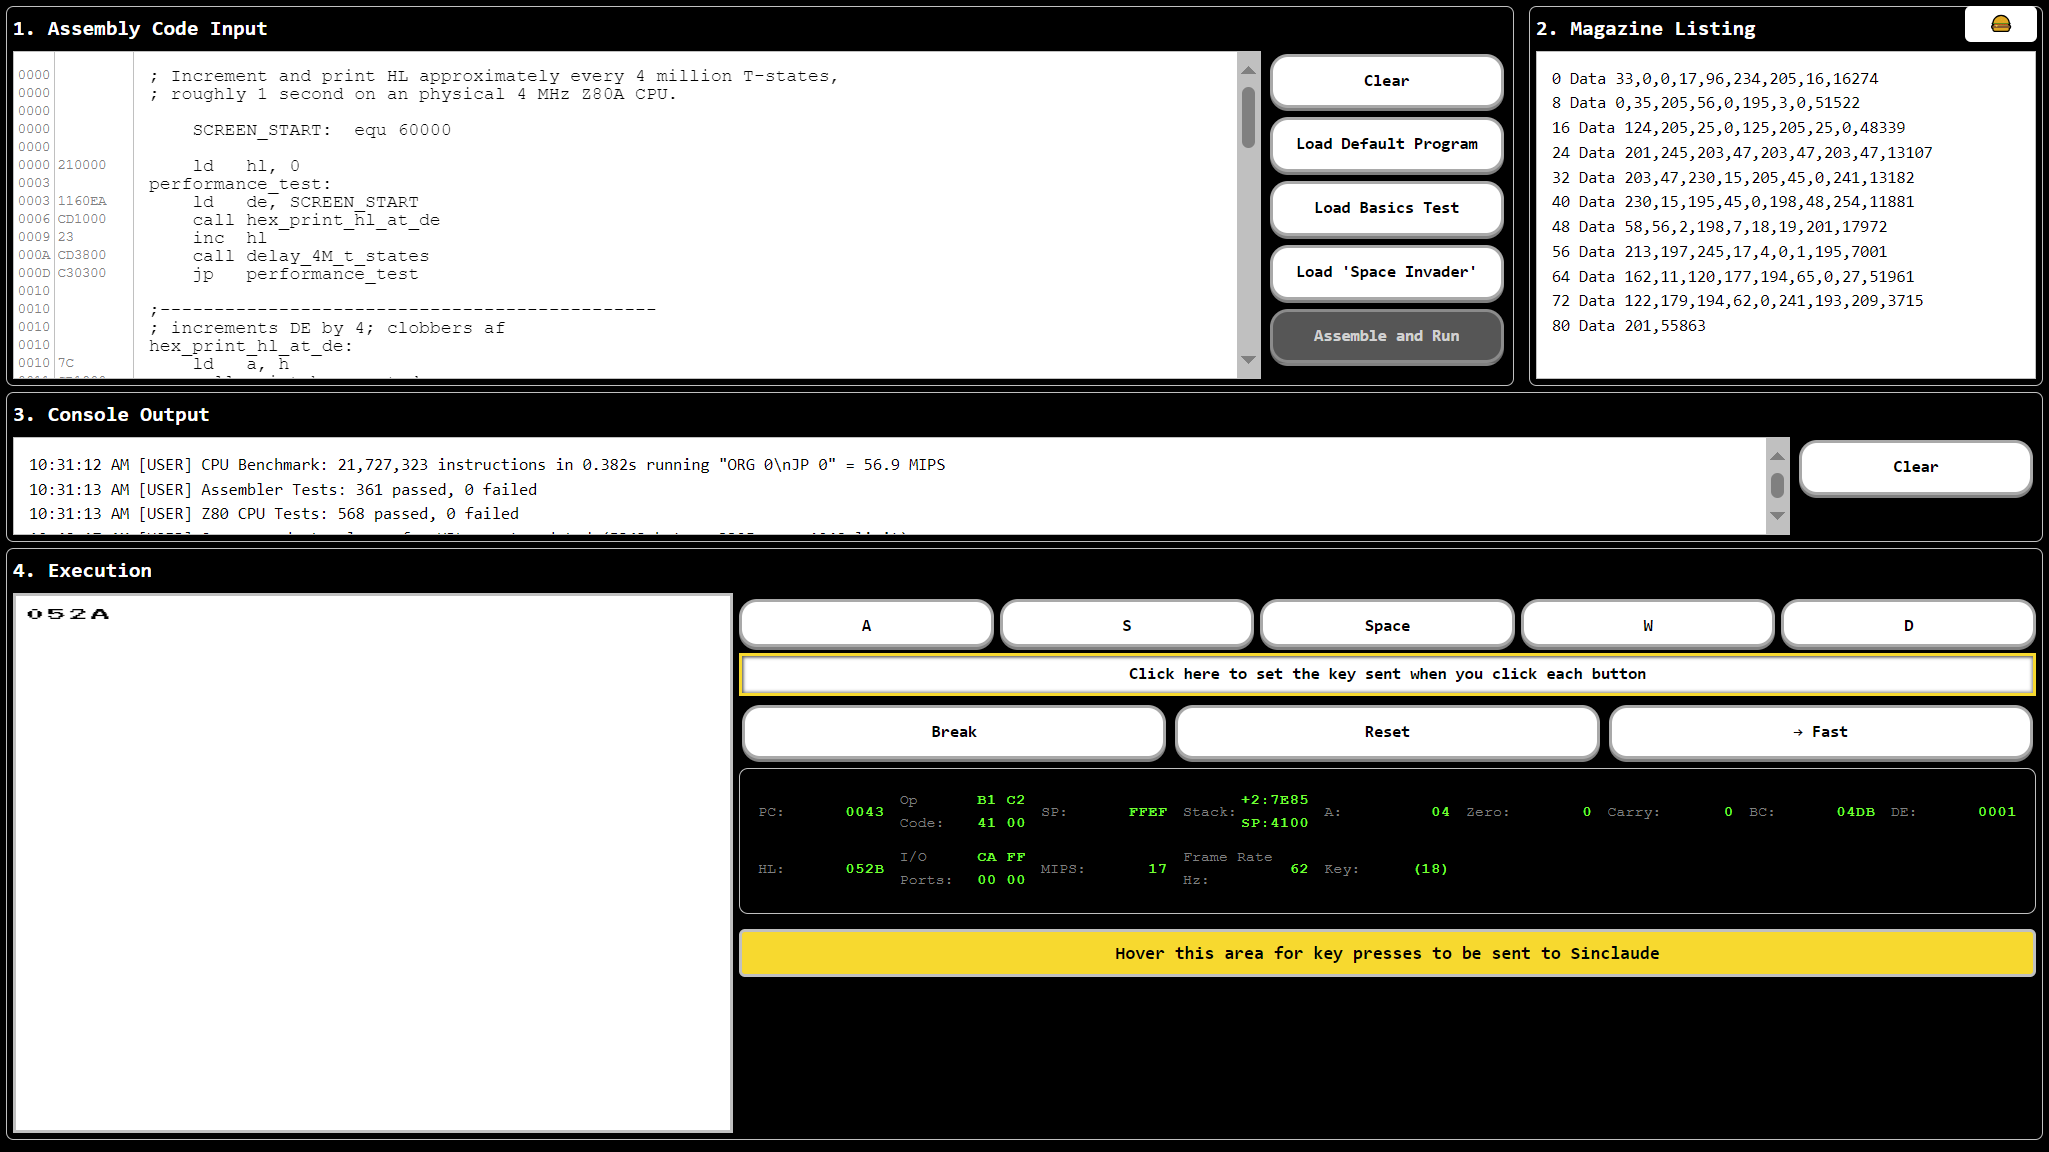 1. Assembly Code Input
0000 ; Increment and print HL approximately every 4 million T-states,
0000 ; roughly 1 second on an physical 4 MHz Z80A CPU.
0000
0000 SCREEN_START:  equ 60000
0000
0000 210000 ld   hl, 0
0003 performance_test:
0003 1160EA ld   de, SCREEN_START
0006 CD1000 call hex_print_hl_at_de
0009 23 inc  hl
000A CD3800 call delay_4M_t_states
000D C30300 jp   performance_test
0010
0010 ;----------------------------------------------
0010 ; increments DE by 4; clobbers af
0010 hex_print_hl_at_de:
0010 7C ld   a, h
Clear
Load Default Program
Load Basics Test
Load 'Space Invader'
Assemble and Run
2. Magazine Listing
0 Data 33,0,0,17,96,234,205,16,16274
8 Data 0,35,205,56,0,195,3,0,51522
16 Data 124,205,25,0,125,205,25,0,48339
24 Data 201,245,203,47,203,47,203,47,13107
32 Data 203,47,230,15,205,45,0,241,13182
40 Data 230,15,195,45,0,198,48,254,11881
48 Data 58,56,2,198,7,18,19,201,17972
56 Data 213,197,245,17,4,0,1,195,7001
64 Data 162,11,120,177,194,65,0,27,51961
72 Data 122,179,194,62,0,241,193,209,3715
80 Data 201,55863
3. Console Output
10:31:12 AM [USER] CPU Benchmark: 21,727,323 instructions in 0.382s running "ORG 0\nJP 0" = 56.9 MIPS
10:31:13 AM [USER] Assembler Tests: 361 passed, 0 failed
10:31:13 AM [USER] Z80 CPU Tests: 568 passed, 0 failed
Clear
4. Execution
052A
A S Space W D
Click here to set the key sent when you click each button
Break Reset → Fast
PC: 0043 Op Code: B1 C2 41 00 SP: FFEF Stack: +2:7E85 SP:4100 A: 04 Zero: 0 Carry: 0 BC: 04DB DE: 0001
HL: 052B I/O Ports: CA FF 00 00 MIPS: 17 Frame Rate Hz: 62 Key: (18)
Hover this area for key presses to be sent to Sinclaude